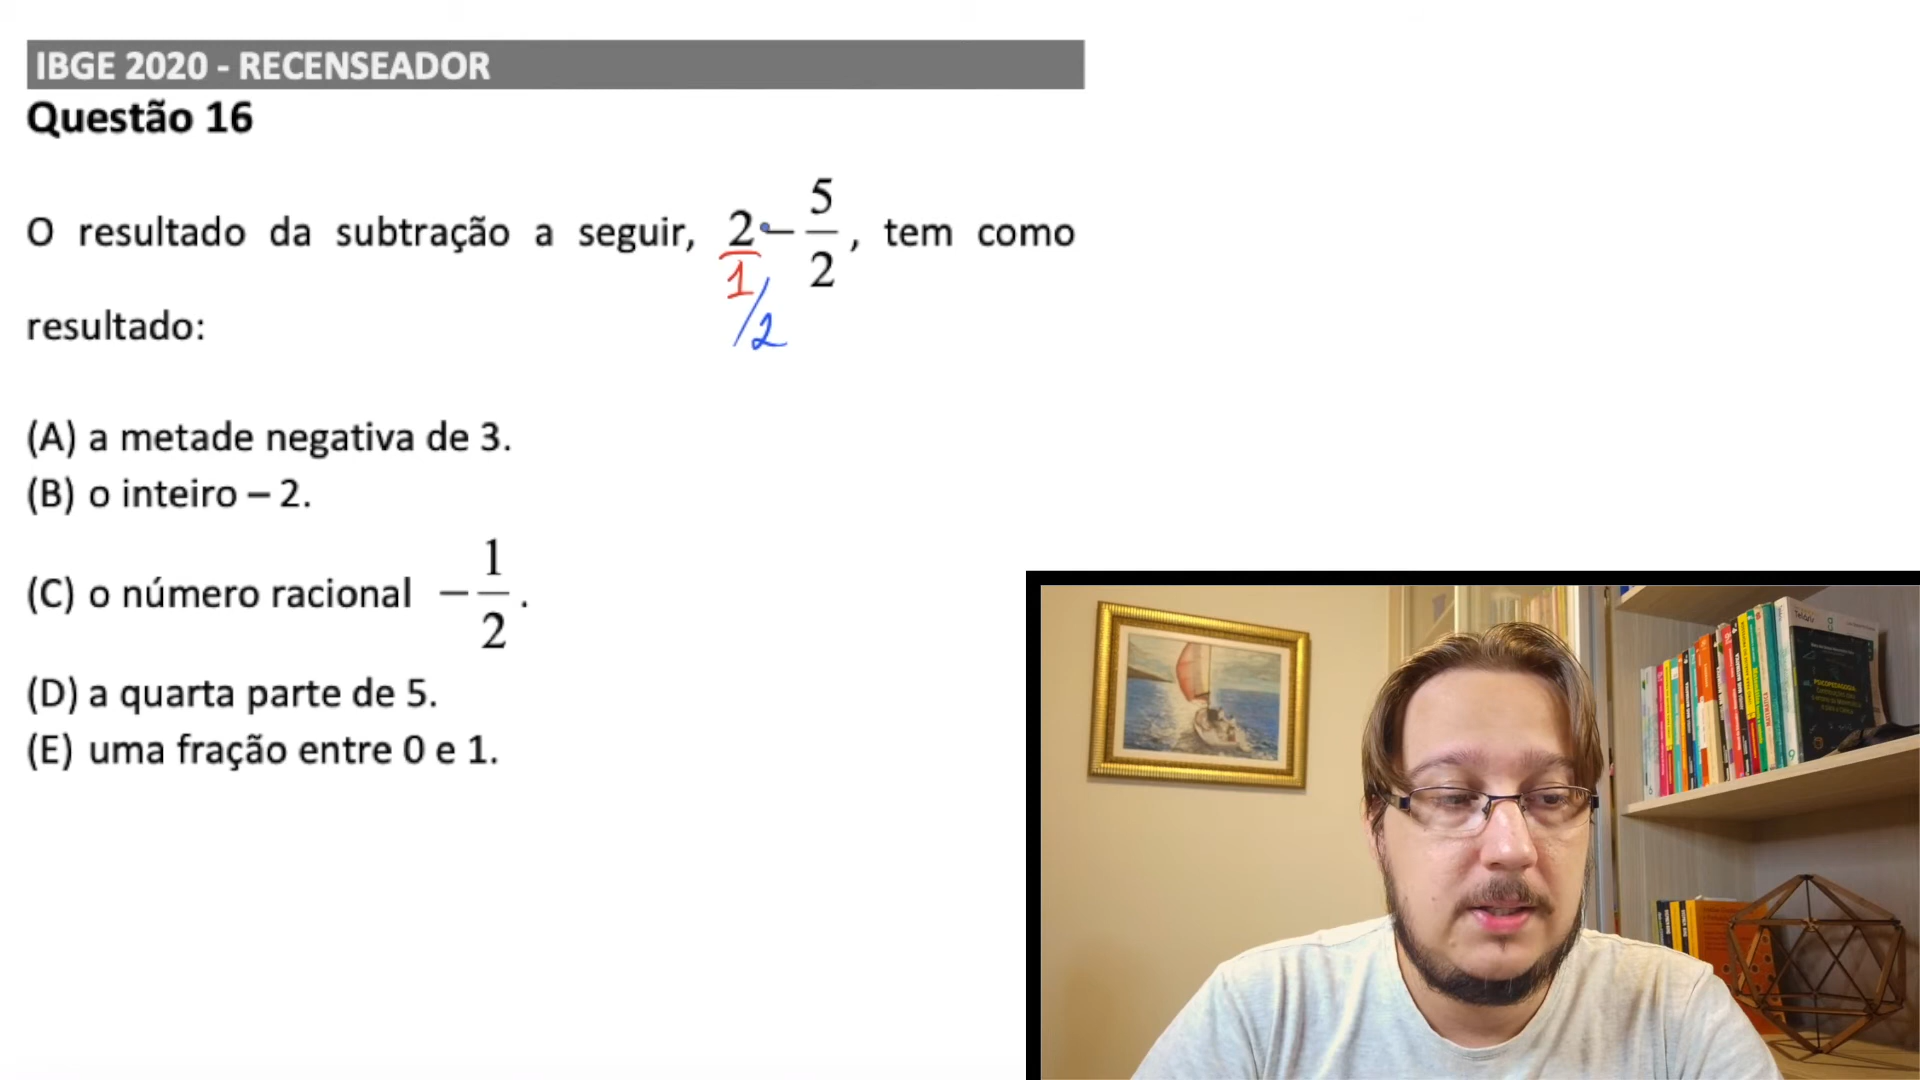 IBGE 2020 - RECENSEADOR
Questão 16
O resultado da subtração a seguir, 2 - 5/2, tem como
1
/2
resultado:
(A) a metade negativa de 3.
(B) o inteiro – 2.
(C) o número racional - 1/2.
(D) a quarta parte de 5.
(E) uma fração entre 0 e 1.
PSICOPEDAGOGIA